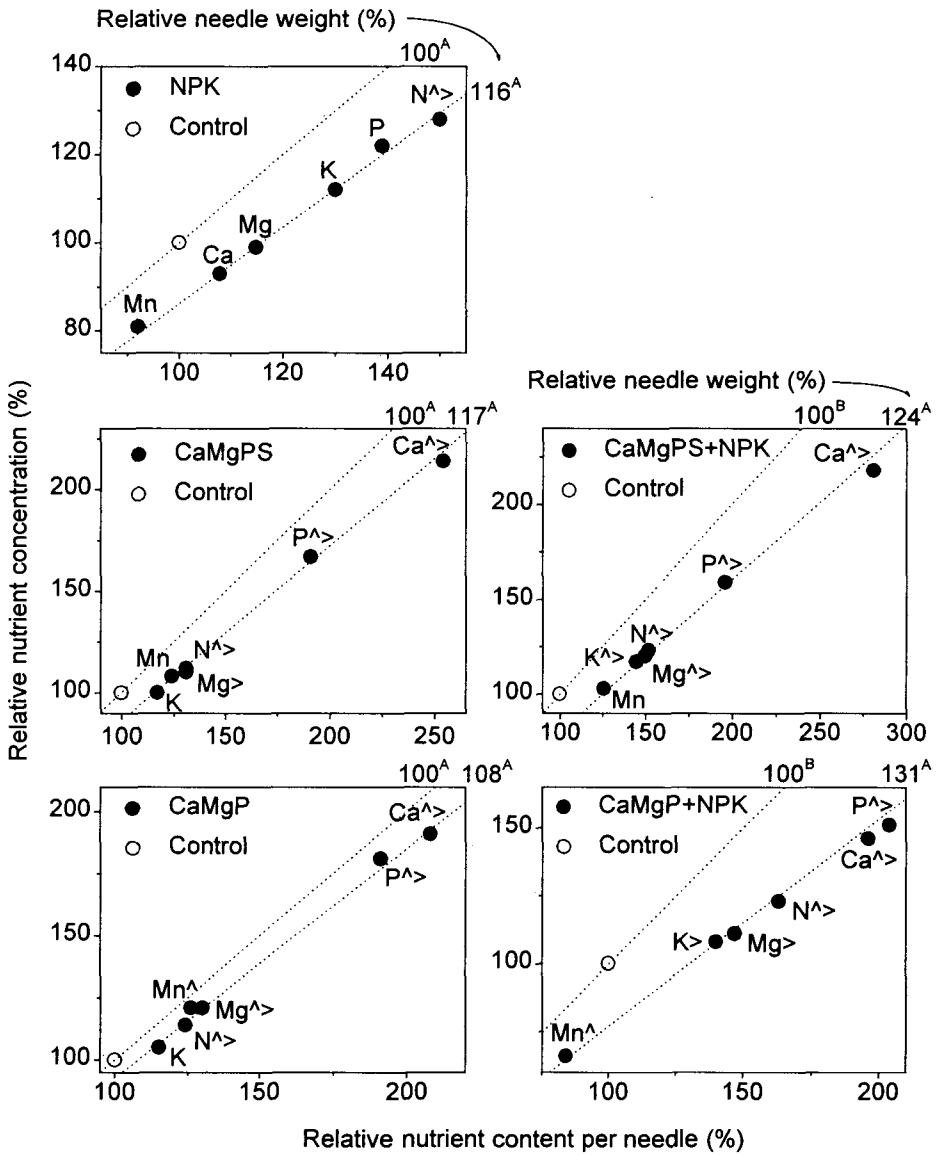 Relative needle weight (%)
100^A
140
NPK
N^>
116^A
Control
P
120
K
Mg
100
Ca
Mn
80
100
120
140
Relative needle weight (%)
100^A 117^A
CaMgPS
Ca^>
Control
200
P^>
150
Mn
N^>
Mg>
100
K
100
150
200
250
100^B
124^A
CaMgPS+NPK
Ca^>
Control
200
P^>
150
N^>
K^>
Mg^>
100
Mn
100
150
200
250
300
100^A 108^A
200
CaMgP
Ca^>
Control
P^>
150
Mn^
Mg^>
N^>
100
K
100
150
200
100^B
131^A
CaMgP+NPK
P^>
150
Control
Ca^>
N^>
K>
Mg>
100
Mn^
100
150
200
Relative nutrient concentration (%)
Relative nutrient content per needle (%)